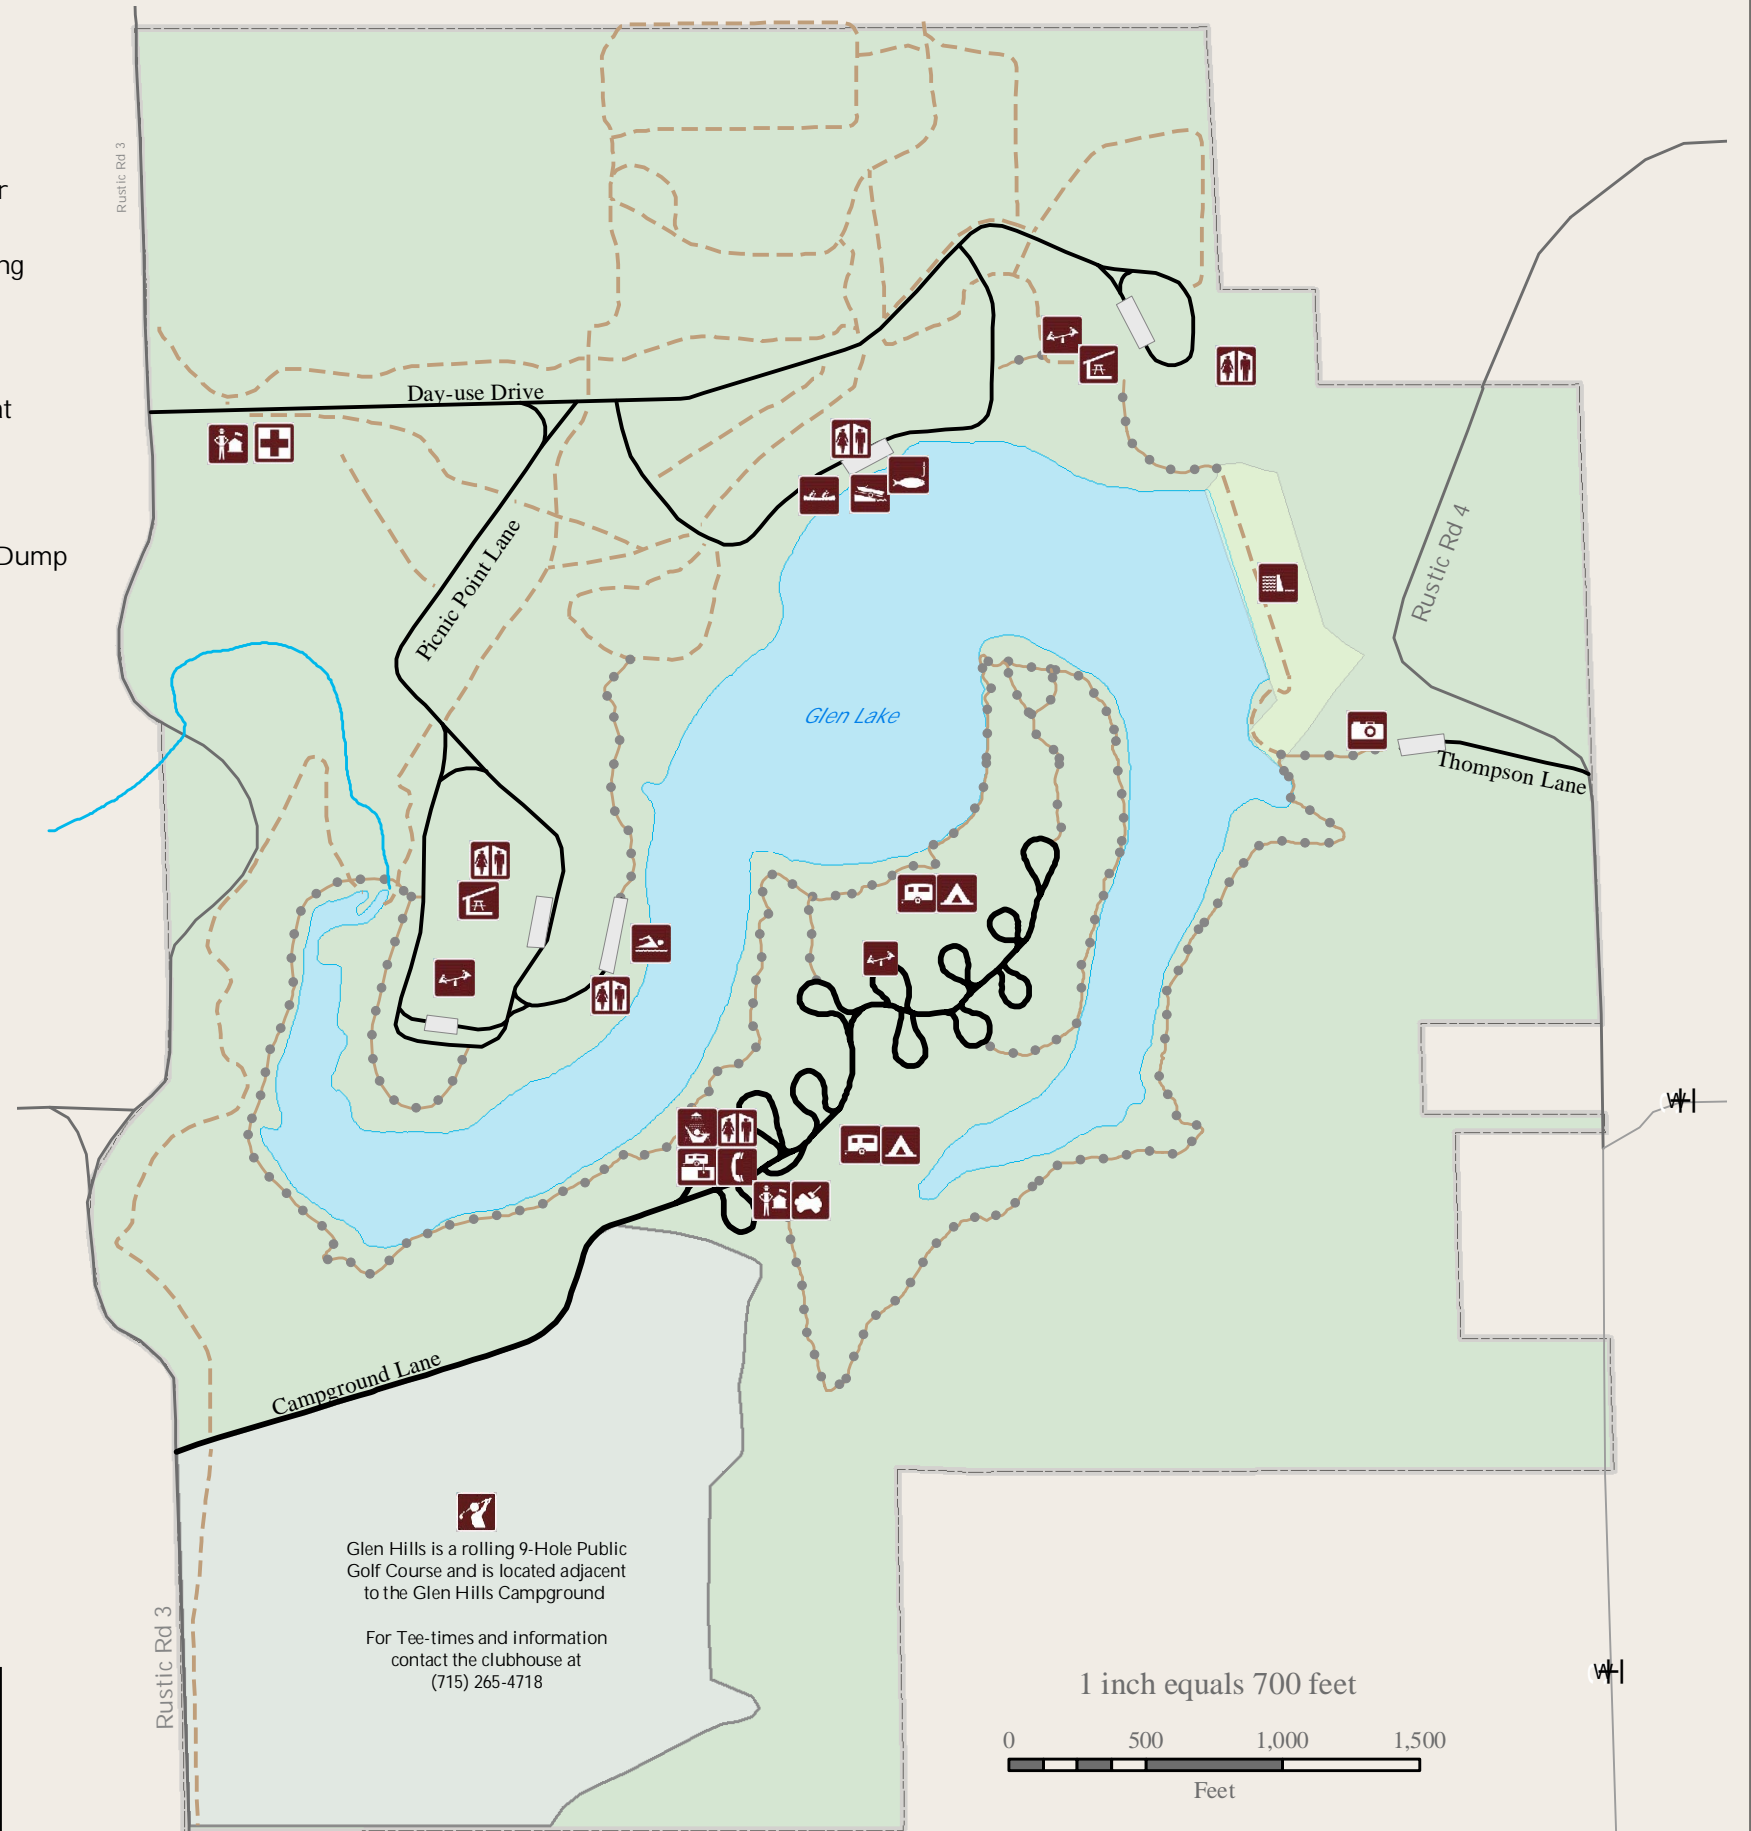 r
ng
nt
Dump
Rustic Rd 3
Day-use Drive
Picnic Point Lane
Rustic Rd 4
Glen Lake
Thompson Lane
Campground Lane
Glen Hills is a rolling 9-Hole Public
Golf Course and is located adjacent
to the Glen Hills Campground
For Tee-times and information
contact the clubhouse at
(715) 265-4718
Rustic Rd 3
1 inch equals 700 feet
0 500 1,000 1,500
Feet